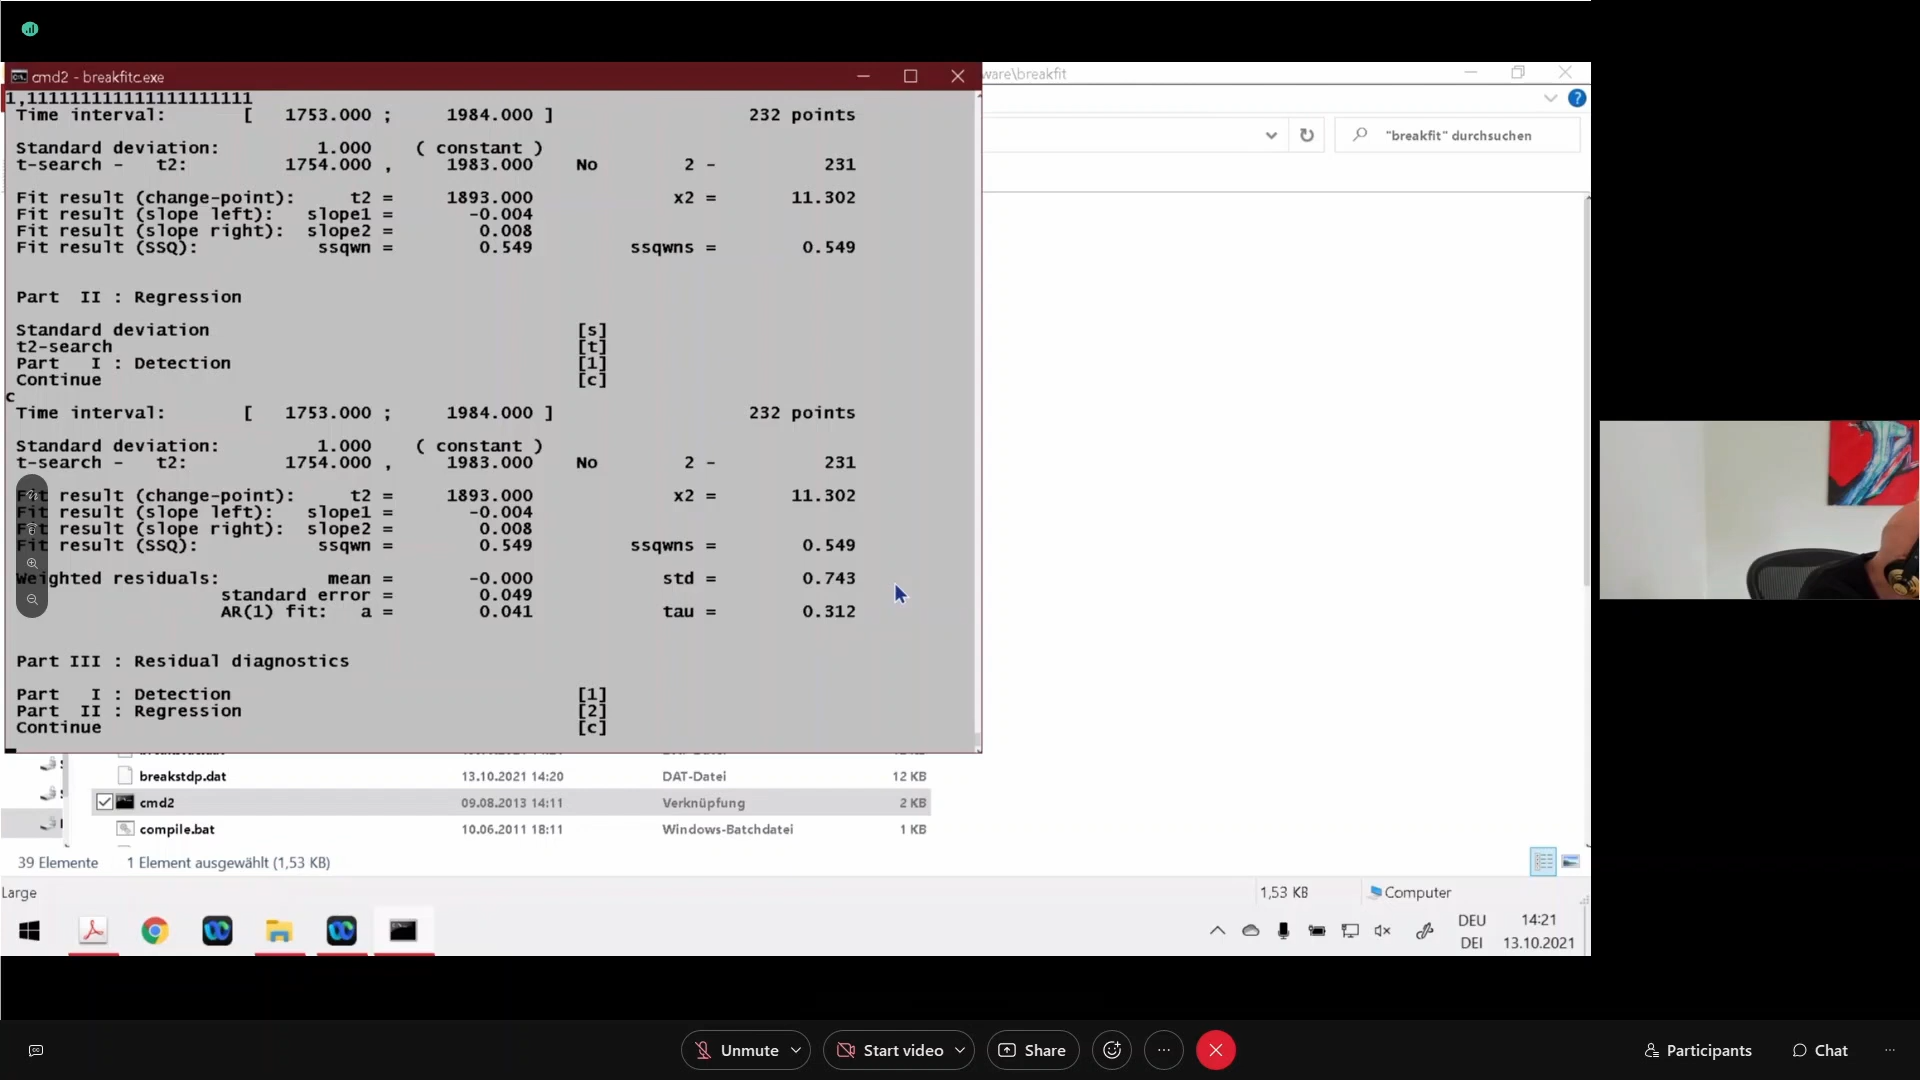 cmd2 - breakfitc.exe
ware\breakfit
"breakfit" durchsuchen
1,111111111111111111111
Time interval: [ 1753.000 ; 1984.000 ] 232 points
Standard deviation: 1.000 ( constant )
t-search - t2: 1754.000 , 1983.000 No 2 - 231
Fit result (change-point): t2 = 1893.000 x2 = 11.302
Fit result (slope left): slope1 = -0.004
Fit result (slope right): slope2 = 0.008
Fit result (SSQ): ssqwn = 0.549 ssqwns = 0.549
Part II : Regression
Standard deviation [s]
t2-search [t]
Part I : Detection [1]
Continue [c]
c
Time interval: [ 1753.000 ; 1984.000 ] 232 points
Standard deviation: 1.000 ( constant )
t-search - t2: 1754.000 , 1983.000 No 2 - 231
Fit result (change-point): t2 = 1893.000 x2 = 11.302
Fit result (slope left): slope1 = -0.004
Fit result (slope right): slope2 = 0.008
Fit result (SSQ): ssqwn = 0.549 ssqwns = 0.549
Weighted residuals: mean = -0.000 std = 0.743
standard error = 0.049
AR(1) fit: a = 0.041 tau = 0.312
Part III : Residual diagnostics
Part I : Detection [1]
Part II : Regression [2]
Continue [c]
breakstdp.dat 13.10.2021 14:20 DAT-Datei 12 KB
cmd2 09.08.2013 14:11 Verknüpfung 2 KB
compile.bat 10.06.2011 18:11 Windows-Batchdatei 1 KB
39 Elemente 1 Element ausgewählt (1,53 KB)
Large 1,53 KB Computer
DEU 14:21
DEI 13.10.2021
Unmute Start video Share Participants Chat